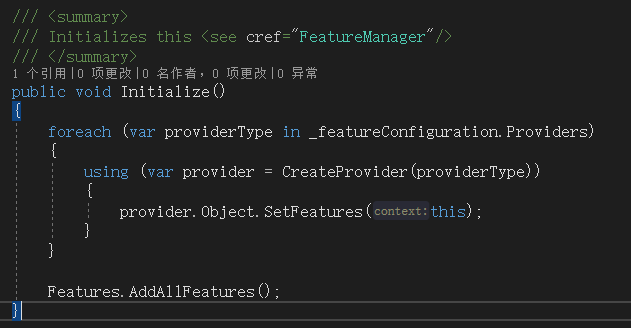 /// <summary>
/// Initializes this <see cref="FeatureManager"/>
/// </summary>
1 个引用|0 项更改|0 名作者，0 项更改|0 异常
public void Initialize()
{
    foreach (var providerType in _featureConfiguration.Providers)
    {
        using (var provider = CreateProvider(providerType))
        {
            provider.Object.SetFeatures(context:this);
        }
    }

    Features.AddAllFeatures();
}